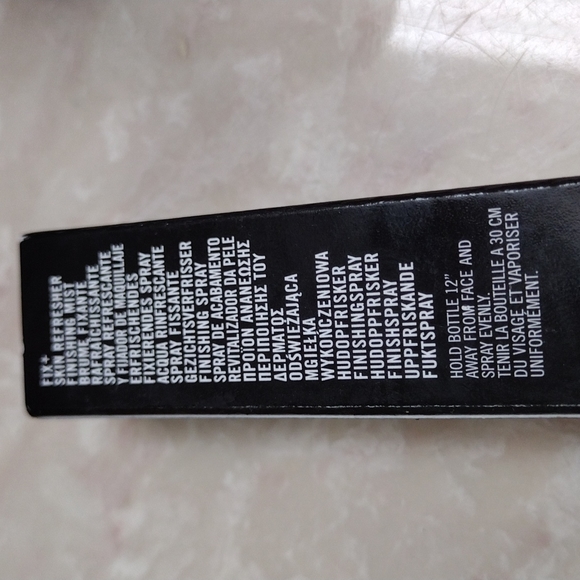 FIX+
SKIN REFRESHER
FINISHING MIST
FINISH FIXANTE
RAFRAÎCHISSANTE
SPRAY REFRESCANTE
Y FIJADOR DE MAQUILLAJE
ERFRISCHENDES
FIXIERENDES SPRAY
ACQUA RINFRESCANTE
SPRAY FISSANTE
GEZICHTSVERFRISSER
FINISHING SPRAY
SPRAY DE ACABAMENTO
REVITALIZADOR DA PELE
ΠΡΟΪΟΝ ΑΝΑΝΕΩΣΗΣ
ΠΕΡΙΠΟΙΗΣΗΣ ΤΟΥ
ΔΕΡΜΑΤΟΣ
ODŚWIEŻAJĄCA
MGIEŁKA
WYKOŃCZENIOWA
HUDOPFRISKER
FINISHINGSPRAY
HUDOPPFRISKER
FINISHSPRAY
UPPFRISKANDE
FUKTSPRAY
HOLD BOTTLE 12"
AWAY FROM FACE AND
SPRAY EVENLY.
TENIR LA BOUTEILLE A 30 CM
DU VISAGE ET VAPORISER
UNIFORMEMENT.